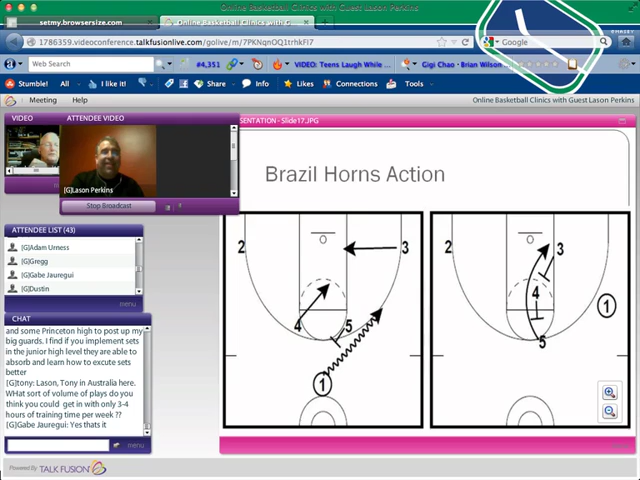 Online Basketball Clinics with Guest Lason Perkins
setmy.browsersize.com
Online Basketball Clinics with G
1786359.videoconference.talkfusionlive.com/golive/m/7PKNqnOQ1trhkFl7
Google
Web Search
#4,351
VIDEO: Teens Laugh While ...
Gigi Chao • Brian Wilson
Stumble!
All
I like it!
Share
Info
Likes
Connections
Tools
Meeting
Help
Online Basketball Clinics with Guest Lason Perkins
VIDEO
ATTENDEE VIDEO
SENTATION - Slide17.JPG
[G]Lason Perkins
Stop Broadcast
Brazil Horns Action
2
3
4
5
1
2
3
4
5
1
ATTENDEE LIST (43)
[G]Adam Urness
[G]Gregg
[G]Gabe Jauregui
[G]Dustin
menu
CHAT
and some Princeton high to post up my
big guards. I find if you implement sets
in the junior high level they are able to
absorb and learn how to excute sets
better
[G]tony: Lason, Tony in Australia here.
WHat sort of volume of plays do you
think you could get in with only 3-4
hours of training time per week ??
[G]Gabe Jauregui: Yes thats it
menu
Powered By TALK FUSION